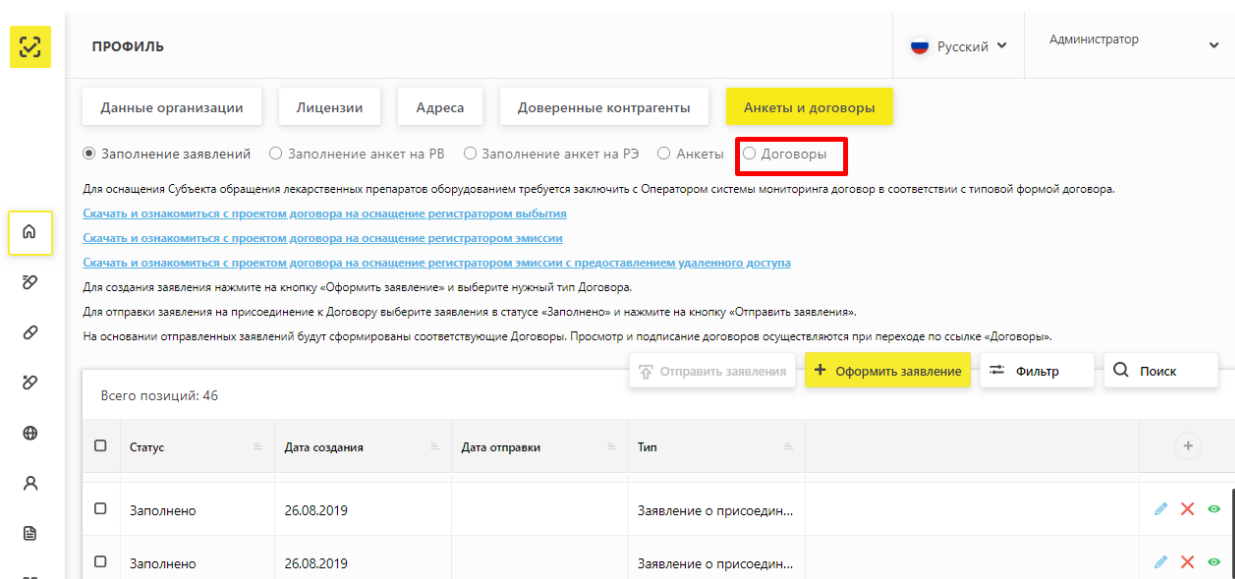 ПРОФИЛЬ
Русский
Администратор
Данные организации
Лицензии
Адреса
Доверенные контрагенты
Анкеты и договоры
Заполнение заявлений
Заполнение анкет на РВ
Заполнение анкет на РЭ
Анкеты
Договоры
Для оснащения Субъекта обращения лекарственных препаратов оборудованием требуется заключить с Оператором системы мониторинга договор в соответствии с типовой формой договора.
Скачать и ознакомиться с проектом договора на оснащение регистратором выбытия
Скачать и ознакомиться с проектом договора на оснащение регистратором эмиссии
Скачать и ознакомиться с проектом договора на оснащение регистратором эмиссии с предоставлением удаленного доступа
Для создания заявления нажмите на кнопку «Оформить заявление» и выберите нужный тип Договора.
Для отправки заявления на присоединение к Договору выберите заявления в статусе «Заполнено» и нажмите на кнопку «Отправить заявления».
На основании отправленных заявлений будут сформированы соответствующие Договоры. Просмотр и подписание договоров осуществляются при переходе по ссылке «Договоры».
Отправить заявления
+ Оформить заявление
Фильтр
Поиск
Всего позиций: 46
Статус
Дата создания
Дата отправки
Тип
Заполнено
26.08.2019
Заявление о присоедин...
Заполнено
26.08.2019
Заявление о присоедин...